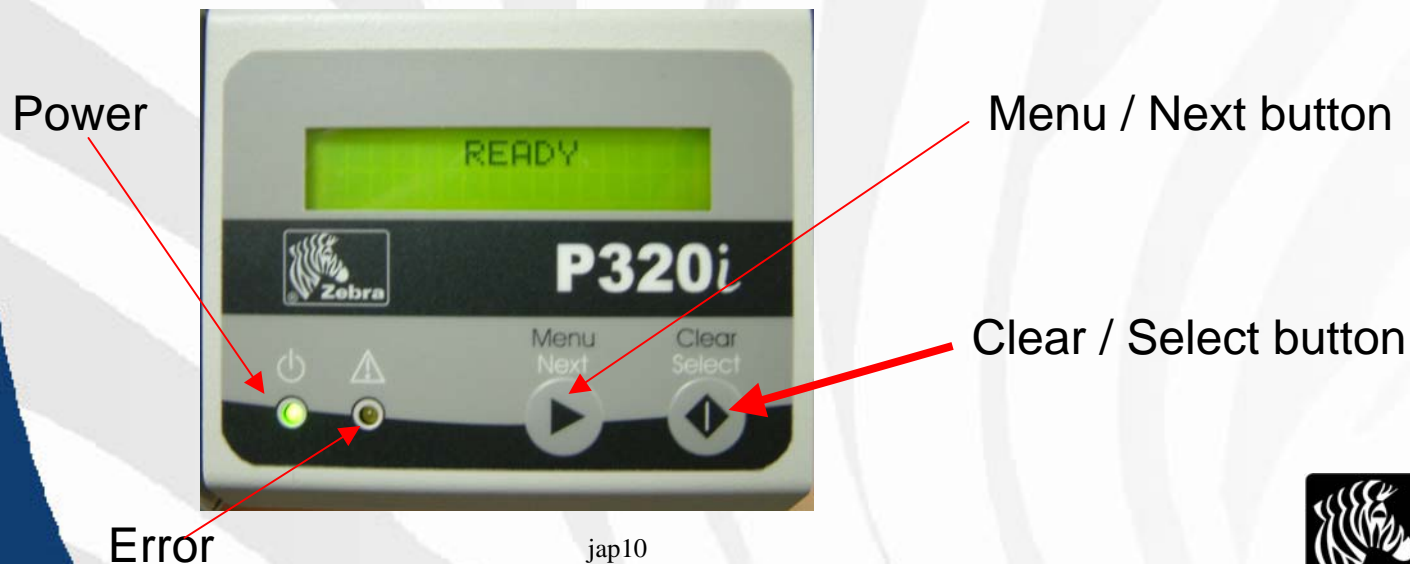 Power
Menu / Next button
READY
Zebra
P320i
Menu
Next
Clear
Select
Clear / Select button
Error
jap10